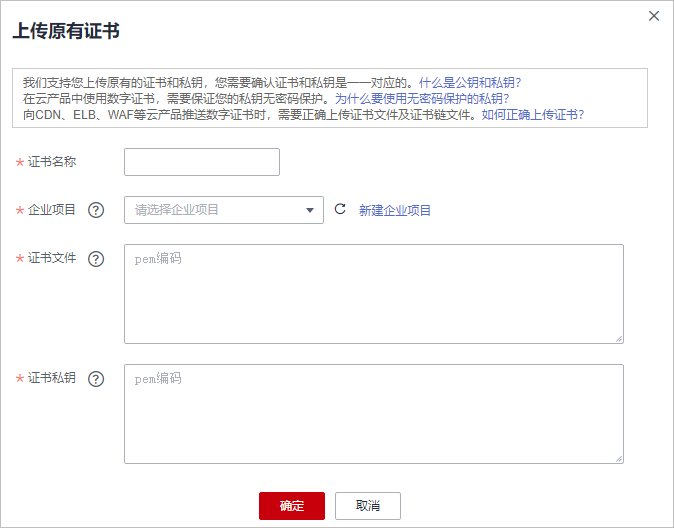 上传原有证书
我们支持您上传原有的证书和私钥，您需要确认证书和私钥是一一对应的。什么是公钥和私钥？
在云产品中使用数字证书，需要保证您的私钥无密码保护。为什么要使用无密码保护的私钥？
向CDN、ELB、WAF等云产品推送数字证书时，需要正确上传证书文件及证书链文件。如何正确上传证书？
* 证书名称
* 企业项目 ? 请选择企业项目 新建企业项目
* 证书文件 ? pem编码
* 证书私钥 ? pem编码
确定 取消